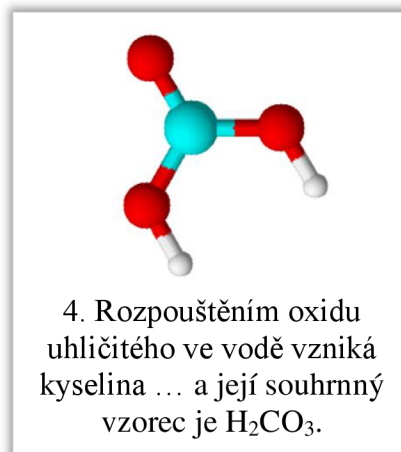 4. Rozpouštěním oxidu
uhličitého ve vodě vzniká
kyselina … a její souhrnný
vzorec je H₂CO₃.